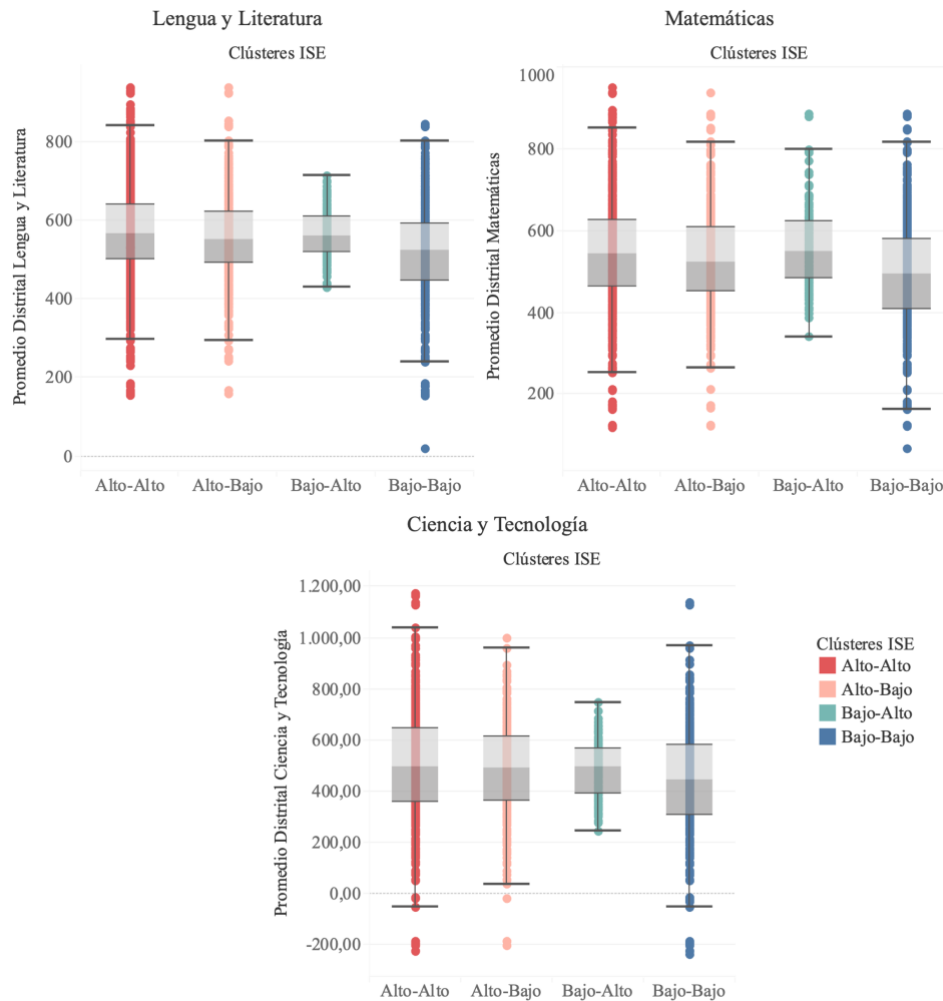 Lengua y Literatura
Clústeres ISE
Promedio Distrital Lengua y Literatura
800
600
400
200
0
Alto-Alto Alto-Bajo Bajo-Alto Bajo-Bajo
Matemáticas
Clústeres ISE
Promedio Distrital Matemáticas
1000
800
600
400
200
Alto-Alto Alto-Bajo Bajo-Alto Bajo-Bajo
Ciencia y Tecnología
Clústeres ISE
Promedio Distrital Ciencia y Tecnología
1.200,00
1.000,00
800,00
600,00
400,00
200,00
0,00
-200,00
Alto-Alto Alto-Bajo Bajo-Alto Bajo-Bajo
Clústeres ISE
Alto-Alto
Alto-Bajo
Bajo-Alto
Bajo-Bajo